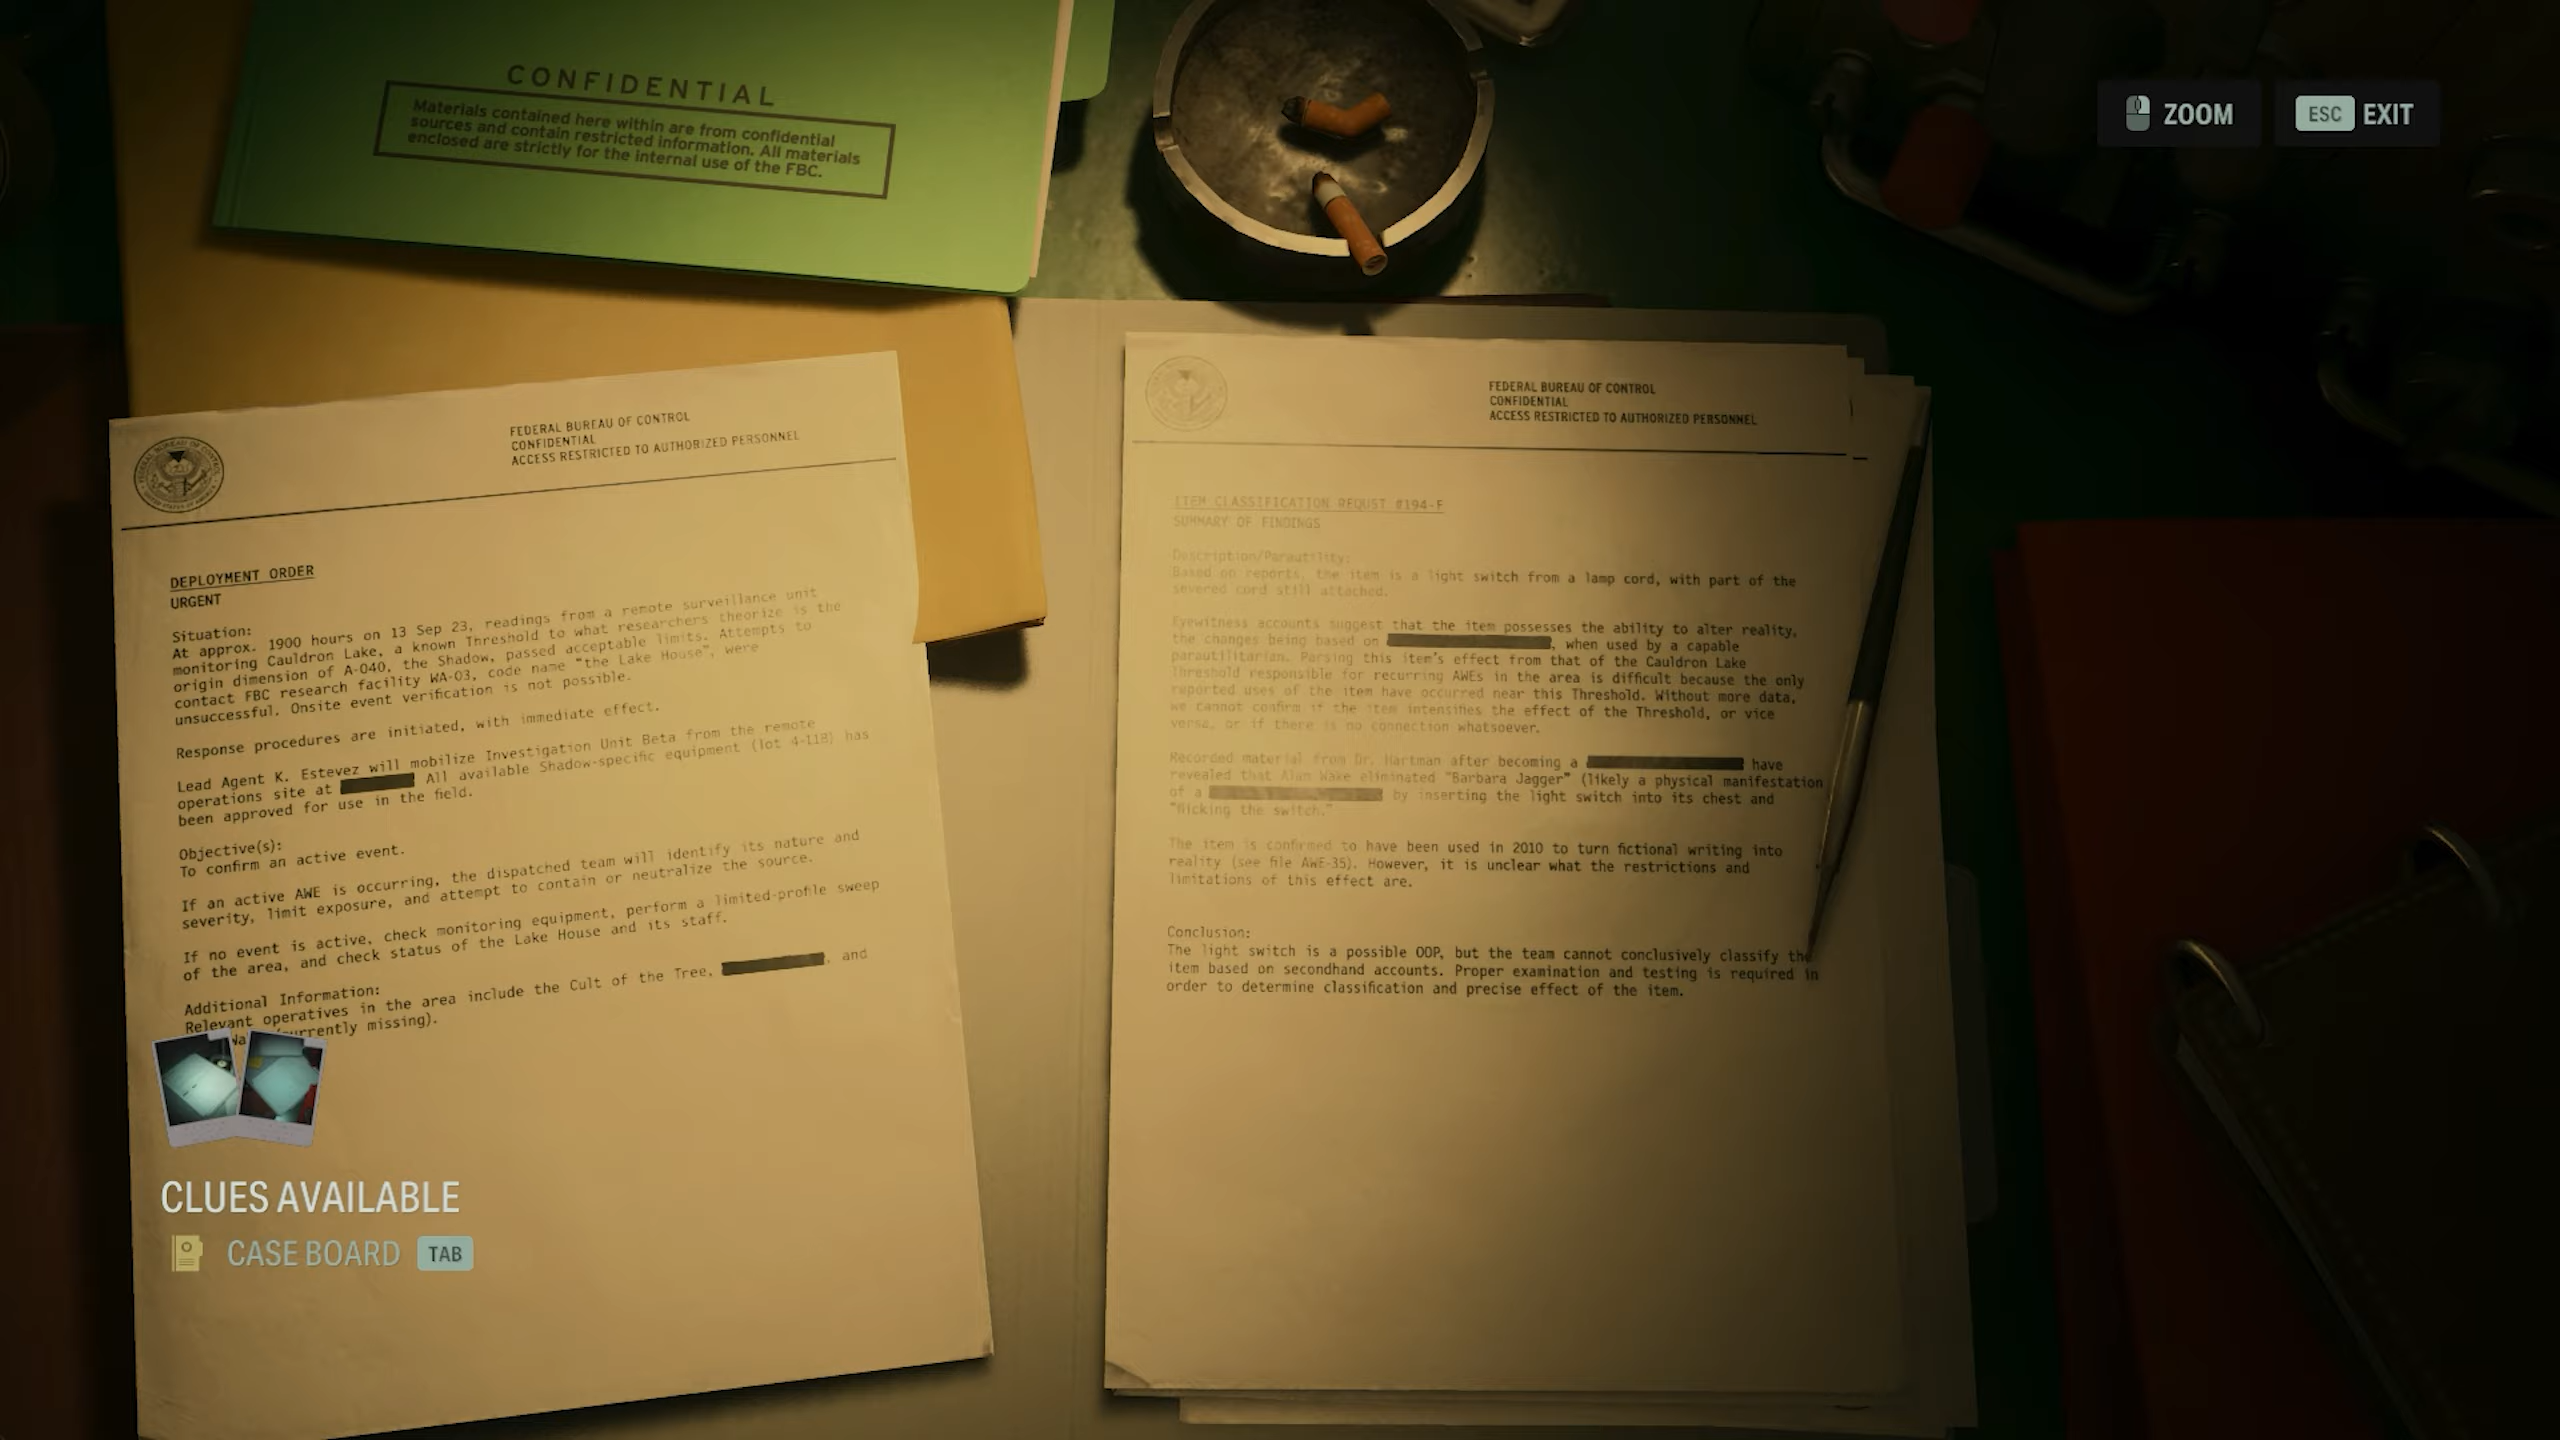 CONFIDENTIAL
Materials contained here within are from confidential
sources and contain restricted information. All materials
enclosed are strictly for the internal use of the FBC.
ZOOM
ESC EXIT
FEDERAL BUREAU OF CONTROL
CONFIDENTIAL
ACCESS RESTRICTED TO AUTHORIZED PERSONNEL
DEPLOYMENT ORDER
URGENT
Situation:
At approx. 1900 hours on 13 Sep 23, readings from a remote surveillance unit
monitoring Cauldron Lake, a known Threshold to what researchers theorize is the
origin dimension of A-040, the Shadow, passed acceptable limits. Attempts to
contact FBC research facility WA-03, code name "the Lake House", were
unsuccessful. Onsite event verification is not possible.
Response procedures are initiated, with immediate effect.
Lead Agent K. Estevez will mobilize Investigation Unit Beta from the remote
operations site at All available Shadow-specific equipment (lot 4-118) has
been approved for use in the field.
Objective(s):
To confirm an active event.
If an active AWE is occurring, the dispatched team will identify its nature and
severity, limit exposure, and attempt to contain or neutralize the source.
If no event is active, check monitoring equipment, perform a limited-profile sweep
of the area, and check status of the Lake House and its staff.
Additional Information:
Relevant operatives in the area include the Cult of the Tree, , and
(currently missing).
FEDERAL BUREAU OF CONTROL
CONFIDENTIAL
ACCESS RESTRICTED TO AUTHORIZED PERSONNEL
ITEM CLASSIFICATION REQUST #194-F
SUMMARY OF FINDINGS
Description/Parautility:
Based on reports, the item is a light switch from a lamp cord, with part of the
severed cord still attached.
Eyewitness accounts suggest that the item possesses the ability to alter reality,
the changes being based on , when used by a capable
parautilitarian. Parsing this item's effect from that of the Cauldron Lake
Threshold responsible for recurring AWEs in the area is difficult because the only
reported uses of the item have occurred near this Threshold. Without more data,
we cannot confirm if the item intensifies the effect of the Threshold, or vice
versa, or if there is no connection whatsoever.
Recorded material from Dr. Hartman after becoming a have
revealed that Alan Wake eliminated "Barbara Jagger" (likely a physical manifestation
of a by inserting the light switch into its chest and
"flicking the switch."
The item is confirmed to have been used in 2010 to turn fictional writing into
reality (see file AWE-35). However, it is unclear what the restrictions and
limitations of this effect are.
Conclusion:
The light switch is a possible OOP, but the team cannot conclusively classify the
item based on secondhand accounts. Proper examination and testing is required in
order to determine classification and precise effect of the item.
CLUES AVAILABLE
CASE BOARD TAB